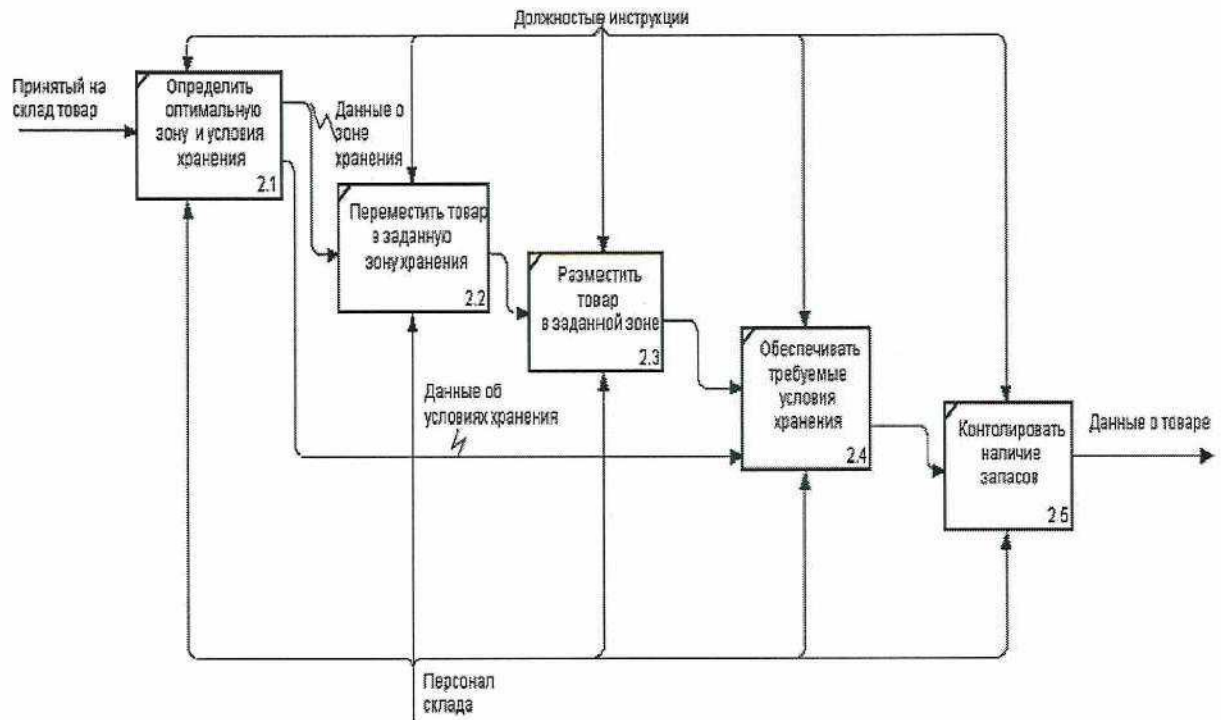 Должностые инструкции
Принятый на
склад товар
Определить
оптимальную
зону и условия
хранения
2.1
Данные о
зоне
хранения
Переместить товар
в заданную
зону хранения
2.2
Разместить
товар
в заданной зоне
2.3
Данные об
условиях хранения
Обеспечивать
требуемые
условия
хранения
2.4
Контолировать
наличие
запасов
2.5
Данные о товаре
Персонал
склада